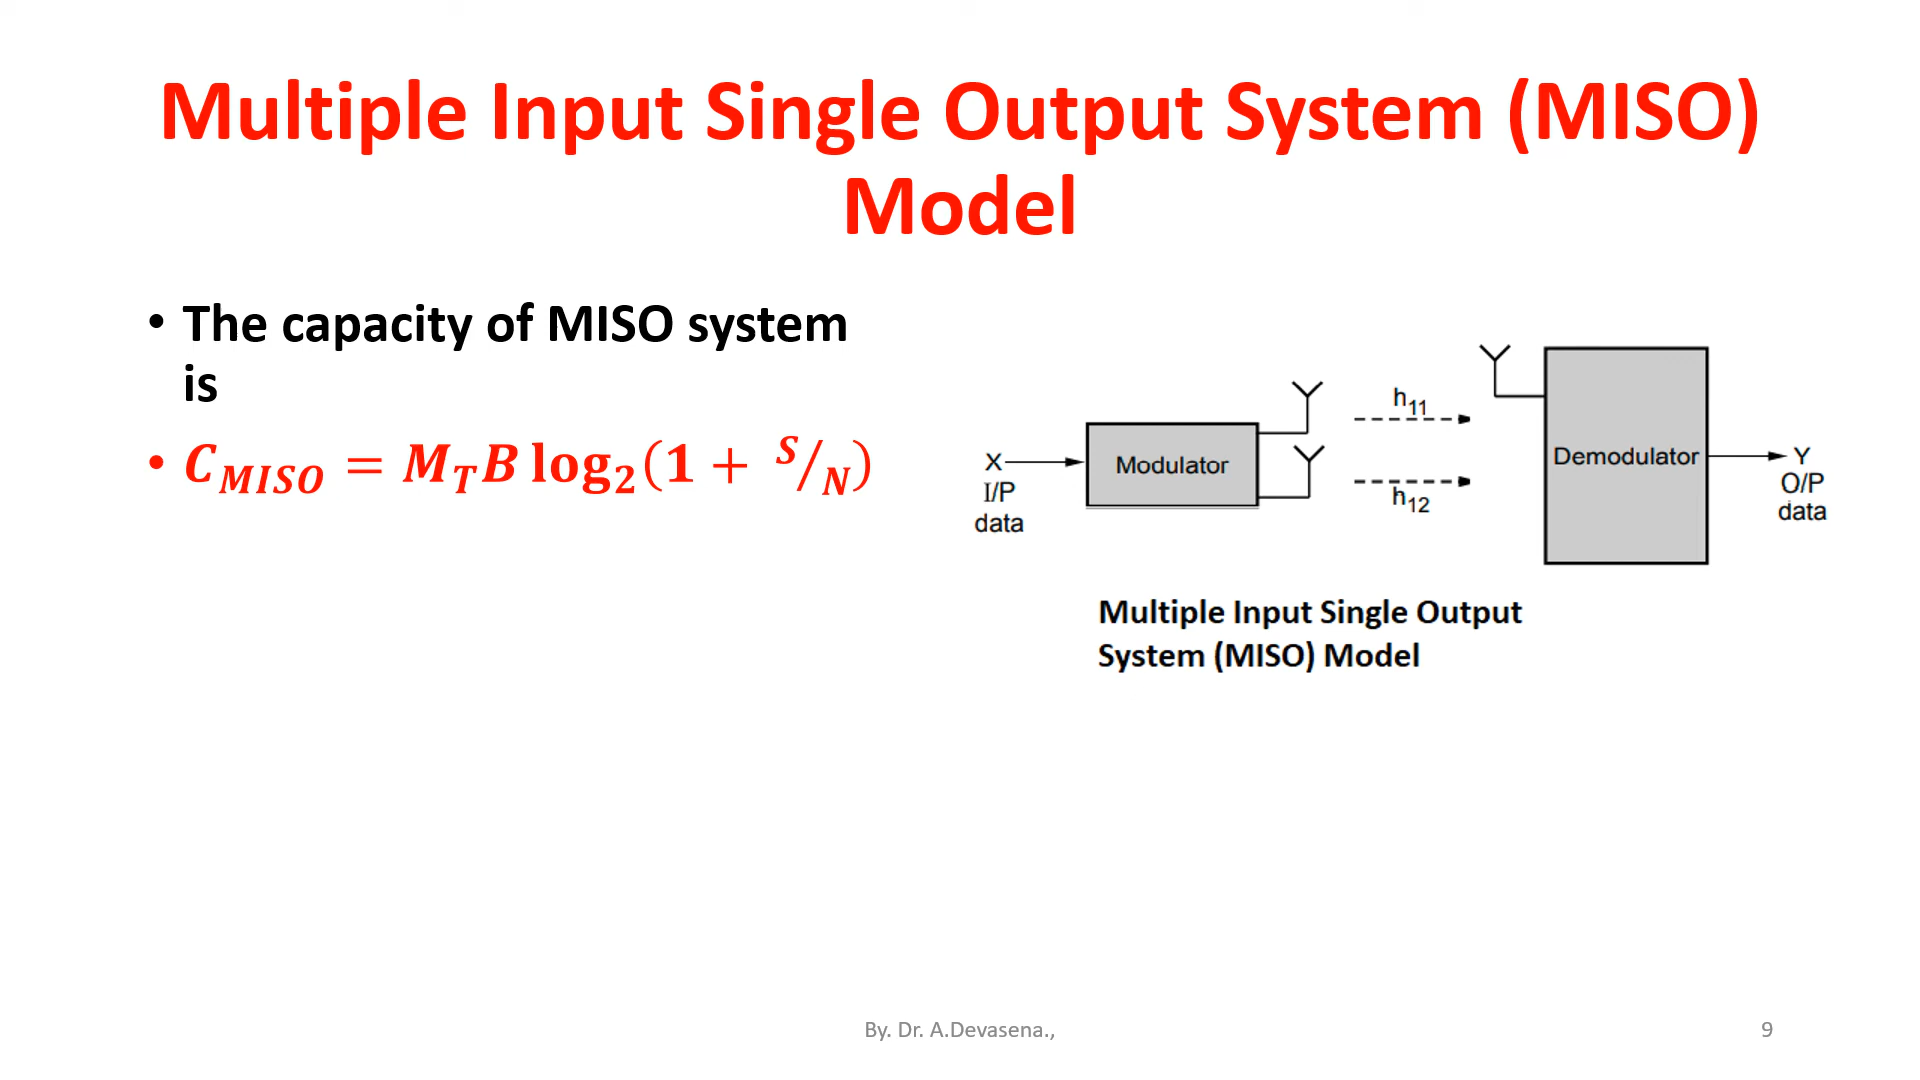 Multiple Input Single Output System (MISO)
Model
• The capacity of MISO system
is
• C_MISO = M_T B log₂(1 + S/N)
h₁₁
X
I/P
data
Modulator
h₁₂
Demodulator
Y
O/P
data
Multiple Input Single Output
System (MISO) Model
By. Dr. A.Devasena.,
9